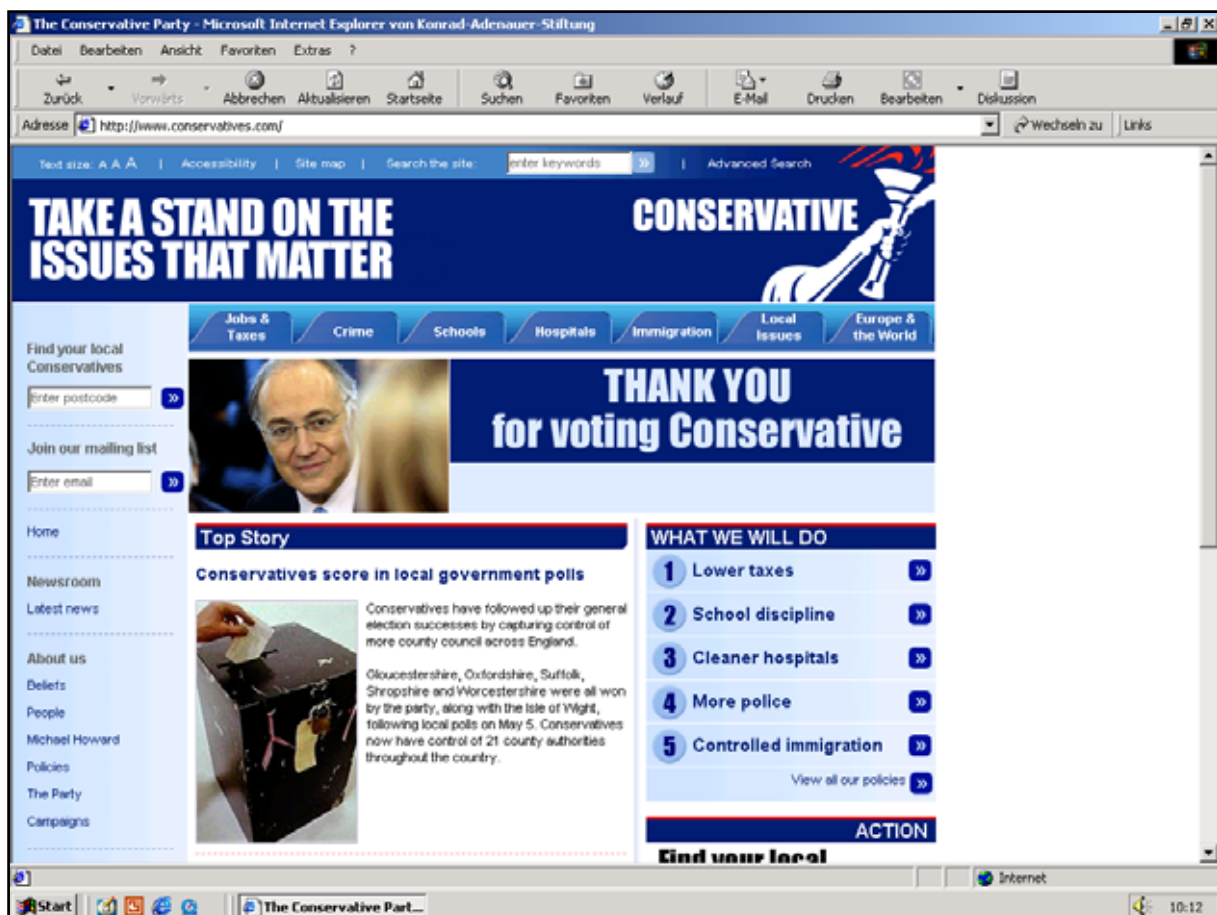 The Conservative Party - Microsoft Internet Explorer von Konrad-Adenauer-Stiftung
Datei Bearbeiten Ansicht Favoriten Extras ?
Zurück Vorwärts Abbrechen Aktualisieren Startseite Suchen Favoriten Verlauf E-Mail Drucken Bearbeiten Diskussion
Adresse http://www.conservatives.com/ Wechseln zu Links
Text size: A A A | Accessibility | Site map | Search the site: enter keywords » | Advanced Search
TAKE A STAND ON THE
ISSUES THAT MATTER
CONSERVATIVE
Jobs &
Taxes
Crime
Schools
Hospitals
Immigration
Local
Issues
Europe &
the World
Find your local
Conservatives
Enter postcode »
Join our mailing list
Enter email »
Home
Newsroom
Latest news
About us
Beliefs
People
Michael Howard
Policies
The Party
Campaigns
THANK YOU
for voting Conservative
Top Story
Conservatives score in local government polls
Conservatives have followed up their general
election successes by capturing control of
more county council across England.
Gloucestershire, Oxfordshire, Suffolk,
Shropshire and Worcestershire were all won
by the party, along with the Isle of Wight,
following local polls on May 5. Conservatives
now have control of 21 county authorities
throughout the country.
WHAT WE WILL DO
1 Lower taxes »
2 School discipline »
3 Cleaner hospitals »
4 More police »
5 Controlled immigration »
View all our policies »
ACTION
Find your local
Internet
Start The Conservative Part... 10:12